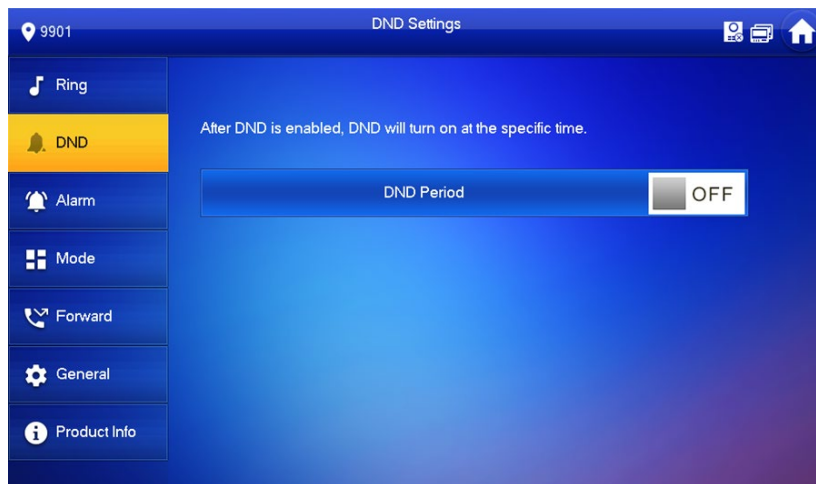 9901
DND Settings
Ring
DND
Alarm
Mode
Forward
General
Product Info
After DND is enabled, DND will turn on at the specific time.
DND Period
OFF